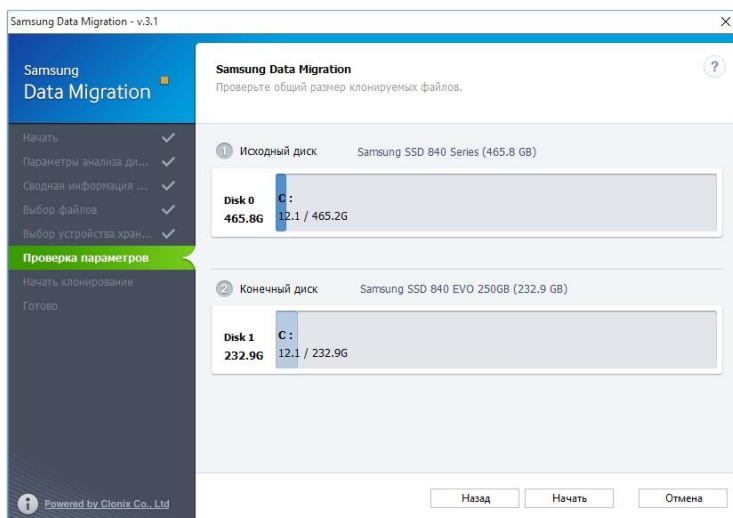 Samsung Data Migration - v.3.1
Samsung
Data Migration
Samsung Data Migration
Проверьте общий размер клонируемых файлов.
?
Начать
Параметры анализа ди...
Сводная информация ...
Выбор файлов
Выбор устройства хран...
Проверка параметров
Начать клонирование
Готово
1 Исходный диск Samsung SSD 840 Series (465.8 GB)
Disk 0
465.8G
C :
12.1 / 465.2G
2 Конечный диск Samsung SSD 840 EVO 250GB (232.9 GB)
Disk 1
232.9G
C :
12.1 / 232.9G
i Powered by Clonix Co., Ltd
Назад Начать Отмена